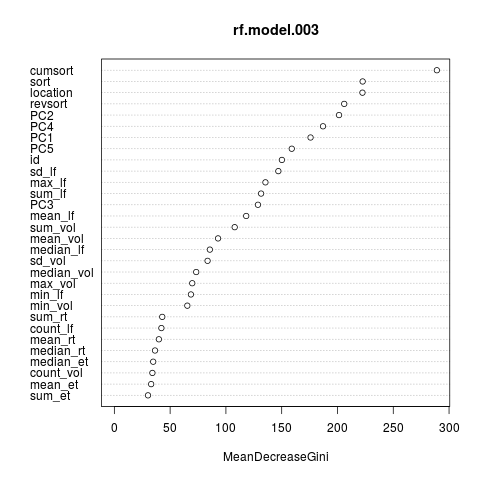 rf.model.003
cumsort
sort
location
revsort
PC2
PC4
PC1
PC5
id
sd_lf
max_lf
sum_lf
PC3
mean_lf
sum_vol
mean_vol
median_lf
sd_vol
median_vol
max_vol
min_lf
min_vol
sum_rt
count_lf
mean_rt
median_rt
median_et
count_vol
mean_et
sum_et
0 50 100 150 200 250 300
MeanDecreaseGini